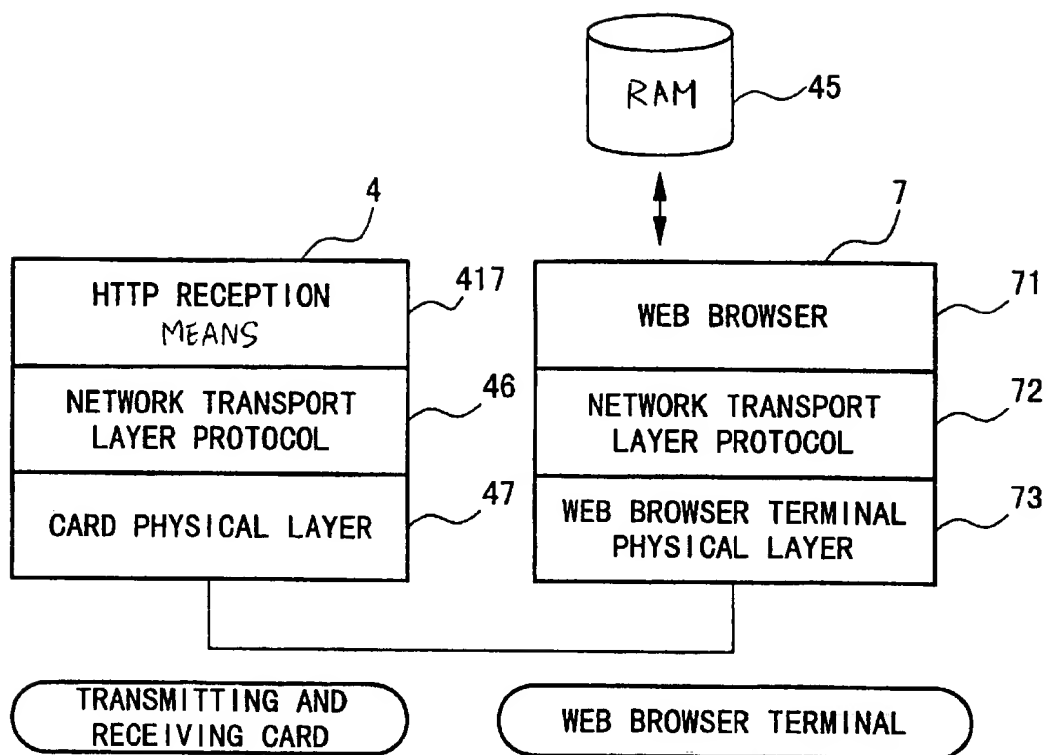 RAM
45
4
7
HTTP RECEPTION
MEANS
417
WEB BROWSER
71
NETWORK TRANSPORT
LAYER PROTOCOL
46
NETWORK TRANSPORT
LAYER PROTOCOL
72
CARD PHYSICAL LAYER
47
WEB BROWSER TERMINAL
PHYSICAL LAYER
73
TRANSMITTING AND
RECEIVING CARD
WEB BROWSER TERMINAL